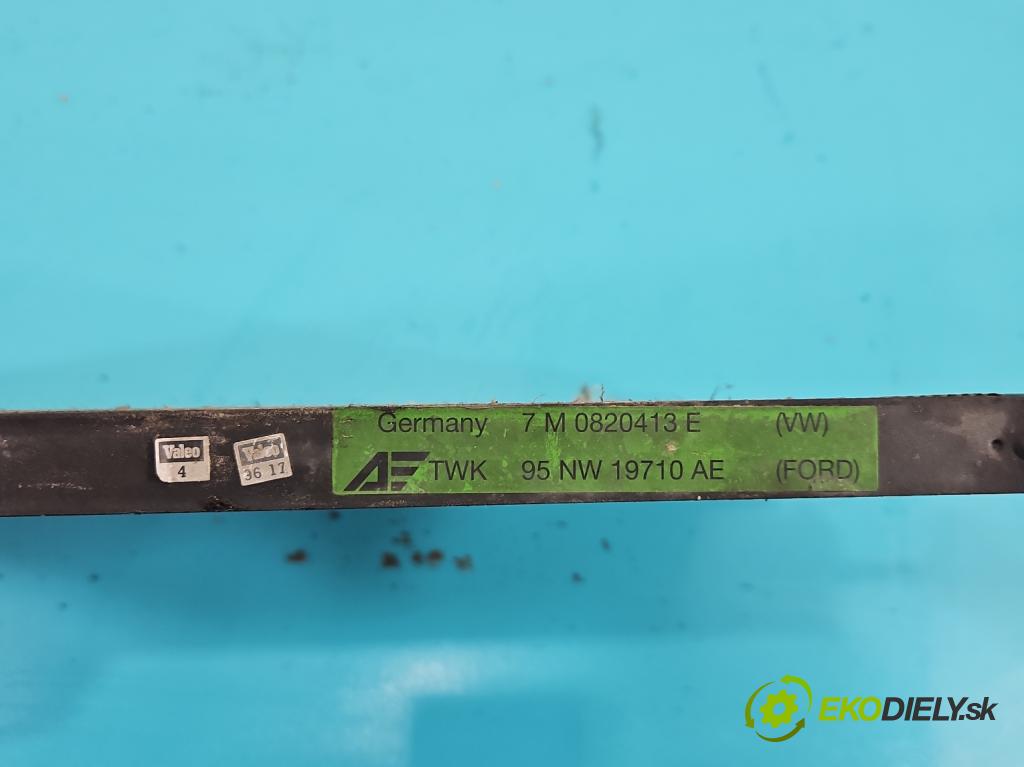 Germany 7 M 0820413 E (VW)
AE TWK 95 NW 19710 AE (FORD)
Valeo
4
Valeo
36 17
EKODIELY.sk